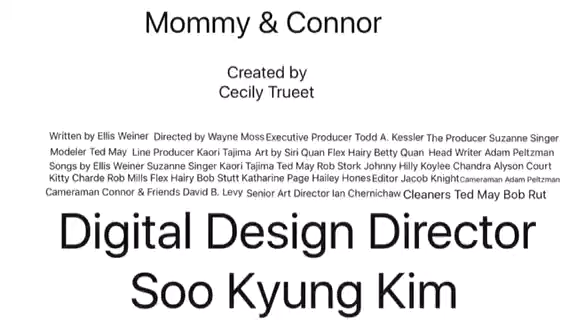 Mommy & Connor
Created by
Cecily Trueet
Written by Ellis Weiner Directed by Wayne Moss Executive Producer Todd A. Kessler The Producer Suzanne Singer
Modeler Ted May Line Producer Kaori Tajima Art by Siri Quan Flex Hairy Betty Quan Head Writer Adam Peltzman
Songs by Ellis Weiner Suzanne Singer Kaori Tajima Ted May Rob Stork Johnny Hilly Koylee Chandra Alyson Court
Kitty Charde Rob Mills Flex Hairy Bob Stutt Katharine Page Hailey Hones Editor Jacob Knight Cameraman Adam Peltzman
Cameraman Connor & Friends David B. Levy Senior Art Director Ian Chernichaw Cleaners Ted May Bob Rut
Digital Design Director
Soo Kyung Kim